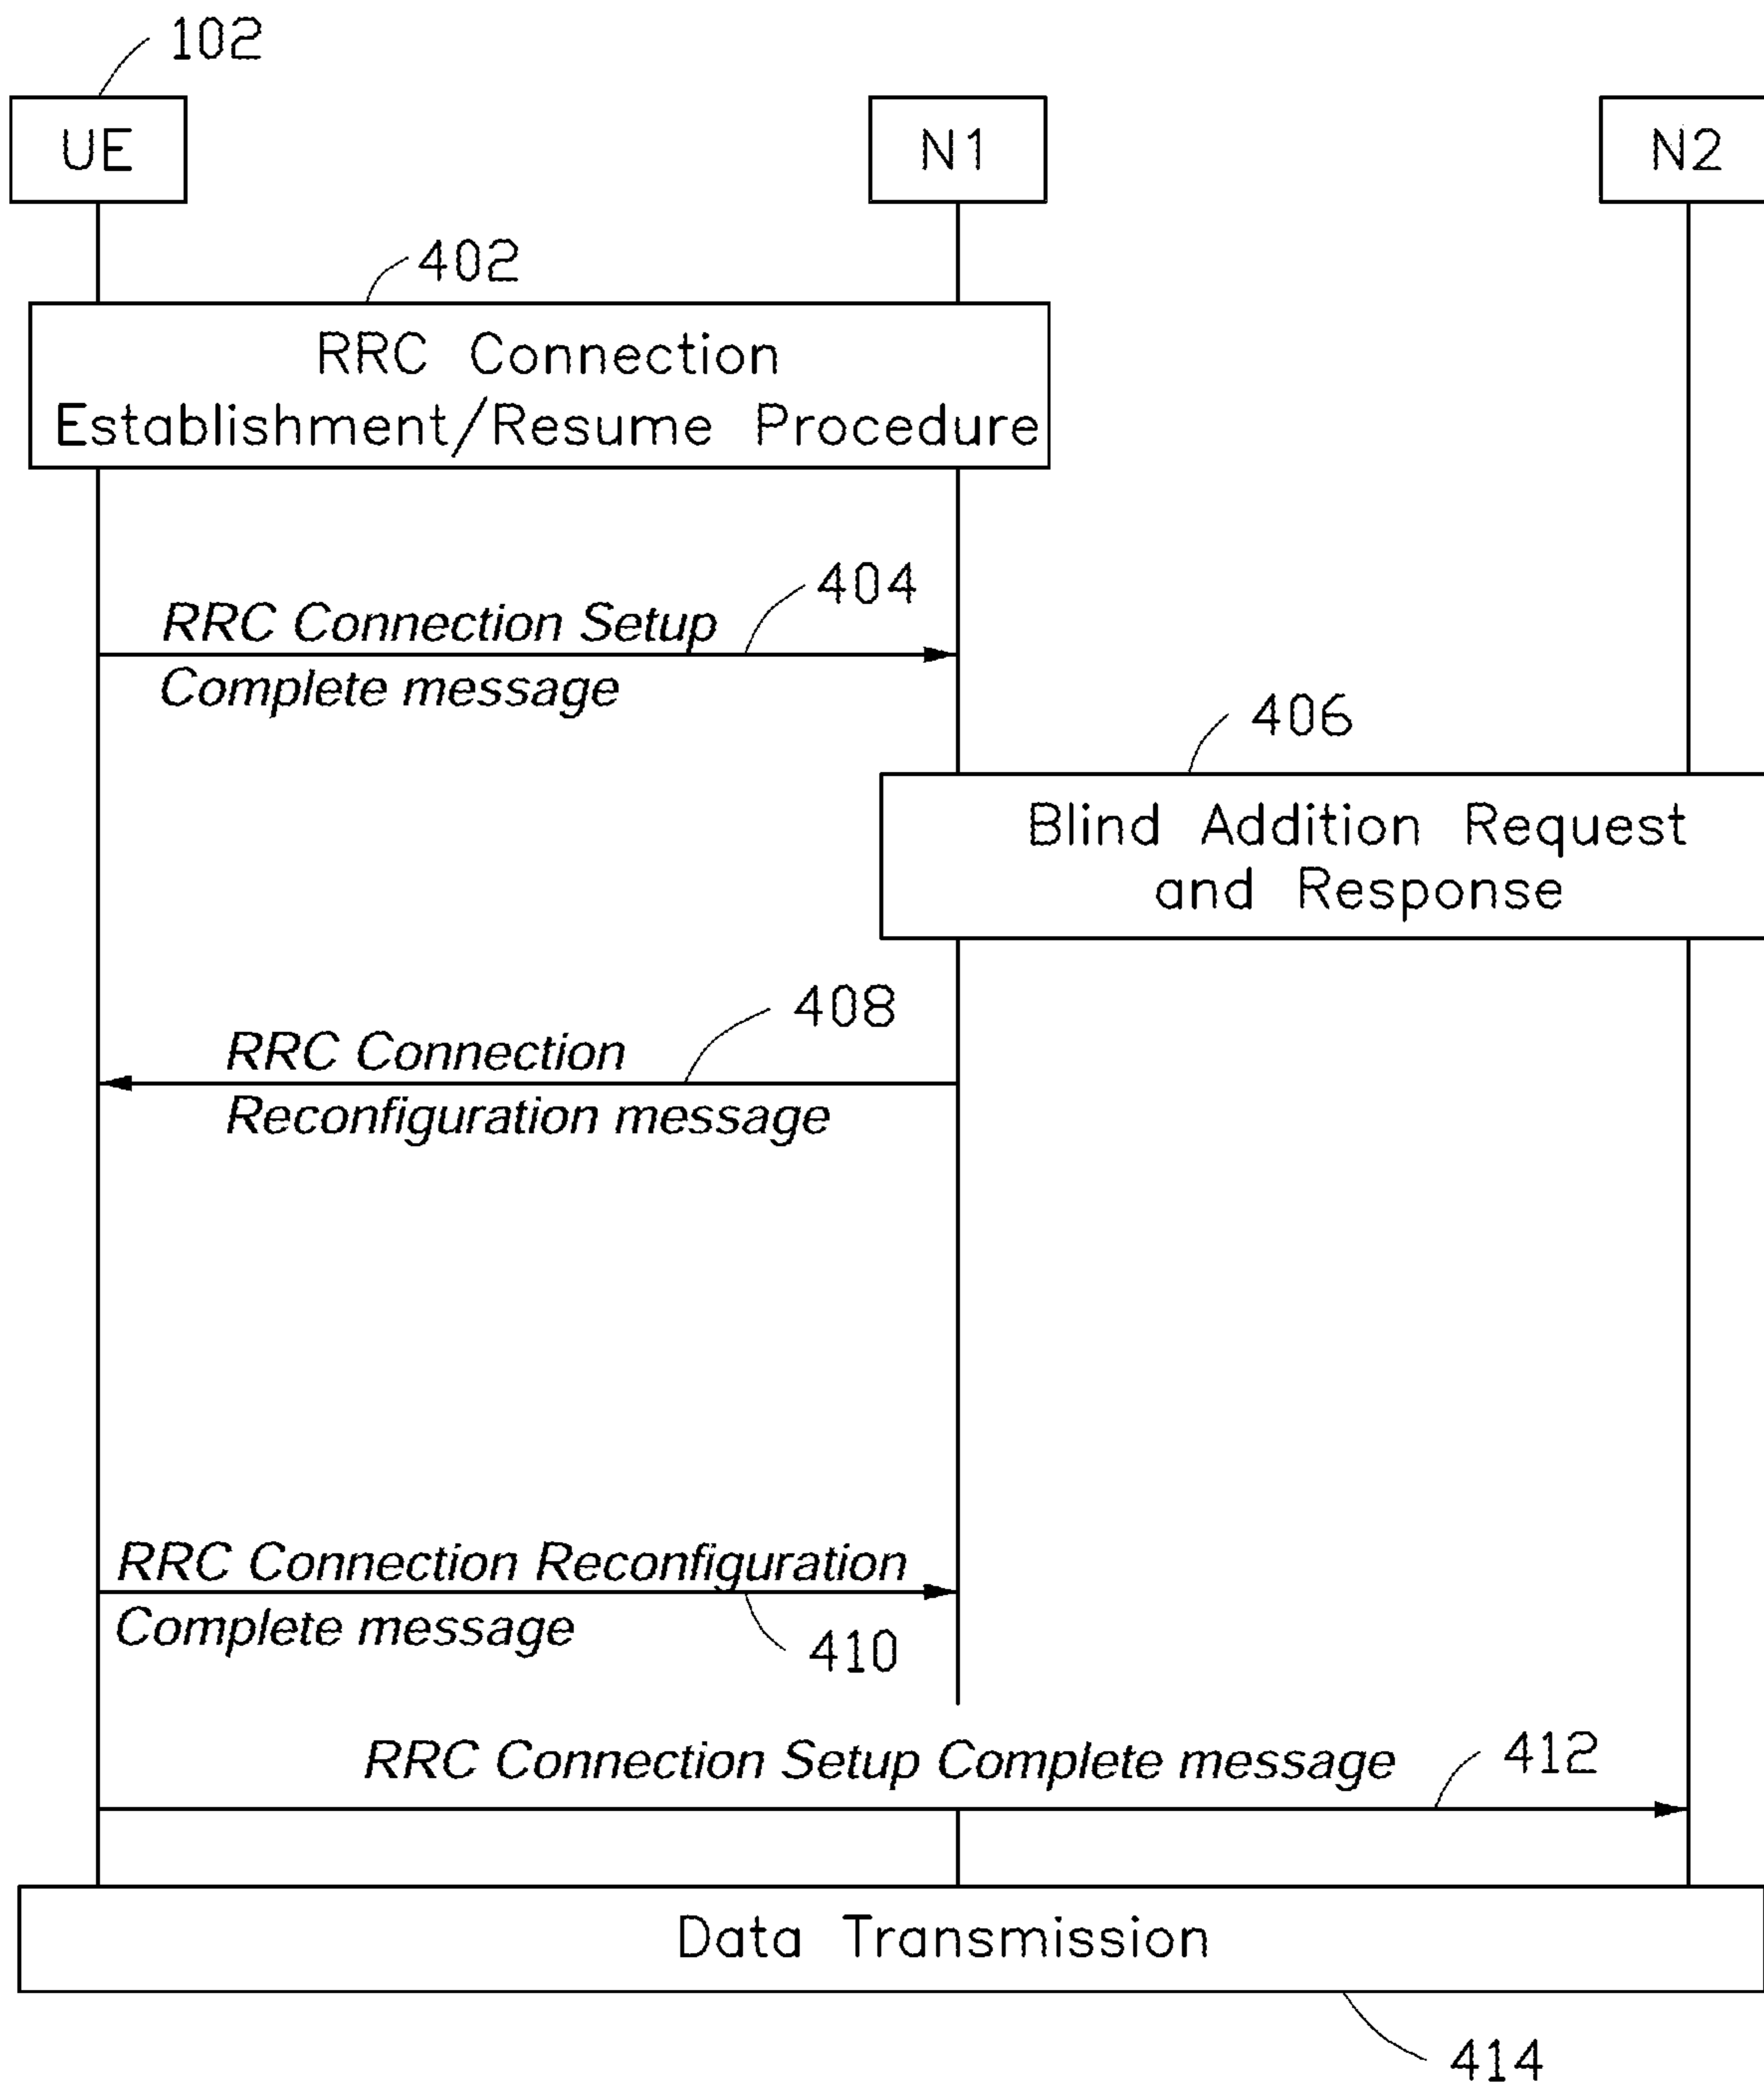 102
UE
N1
N2
402
RRC Connection
Establishment/Resume Procedure
404
RRC Connection Setup
Complete message
406
Blind Addition Request
and Response
408
RRC Connection
Reconfiguration message
RRC Connection Reconfiguration
Complete message
410
RRC Connection Setup Complete message
412
Data Transmission
414